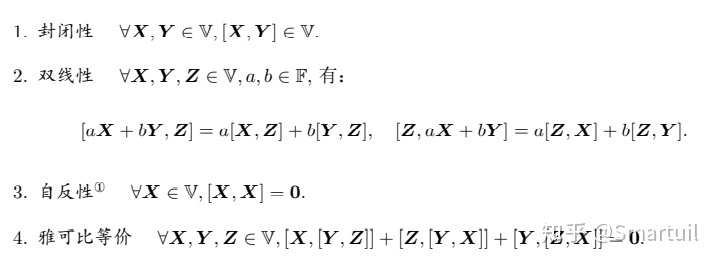 1. 封闭性 ∀X, Y ∈ 𝕍, [X, Y] ∈ 𝕍.
2. 双线性 ∀X, Y, Z ∈ 𝕍, a, b ∈ 𝔽, 有:
[aX + bY, Z] = a[X, Z] + b[Y, Z], [Z, aX + bY] = a[Z, X] + b[Z, Y].
3. 自反性① ∀X ∈ 𝕍, [X, X] = 0.
4. 雅可比等价 ∀X, Y, Z ∈ 𝕍, [X, [Y, Z]] + [Z, [Y, X]] + [Y, [Z, X]] = 0.
知乎 @Smartuil